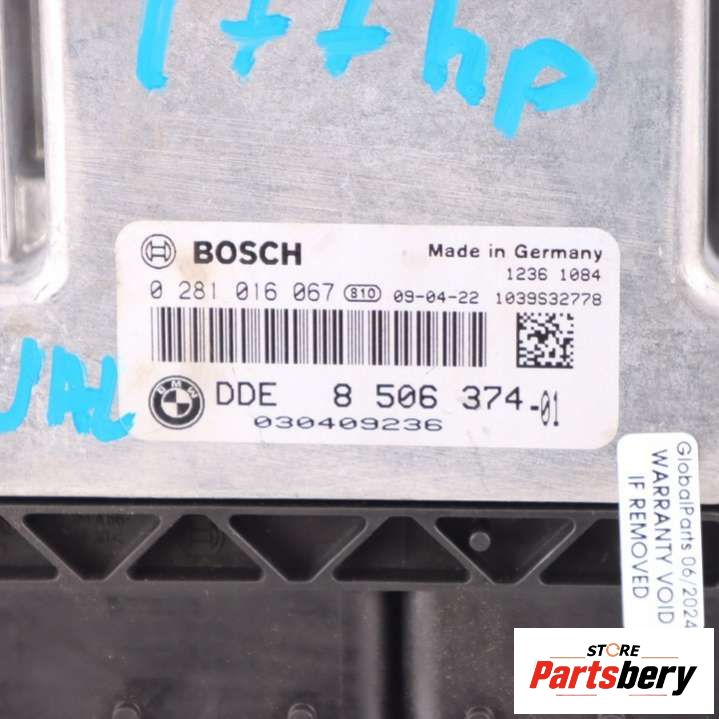 177hp
BOSCH
Made in Germany
1236 1084
0 281 016 067 810 09-04-22 1039S32778
BMW
DDE 8 506 374-01
030409236
GlobalParts 06/2024
WARRANTY VOID
IF REMOVED
STORE
Partsbery